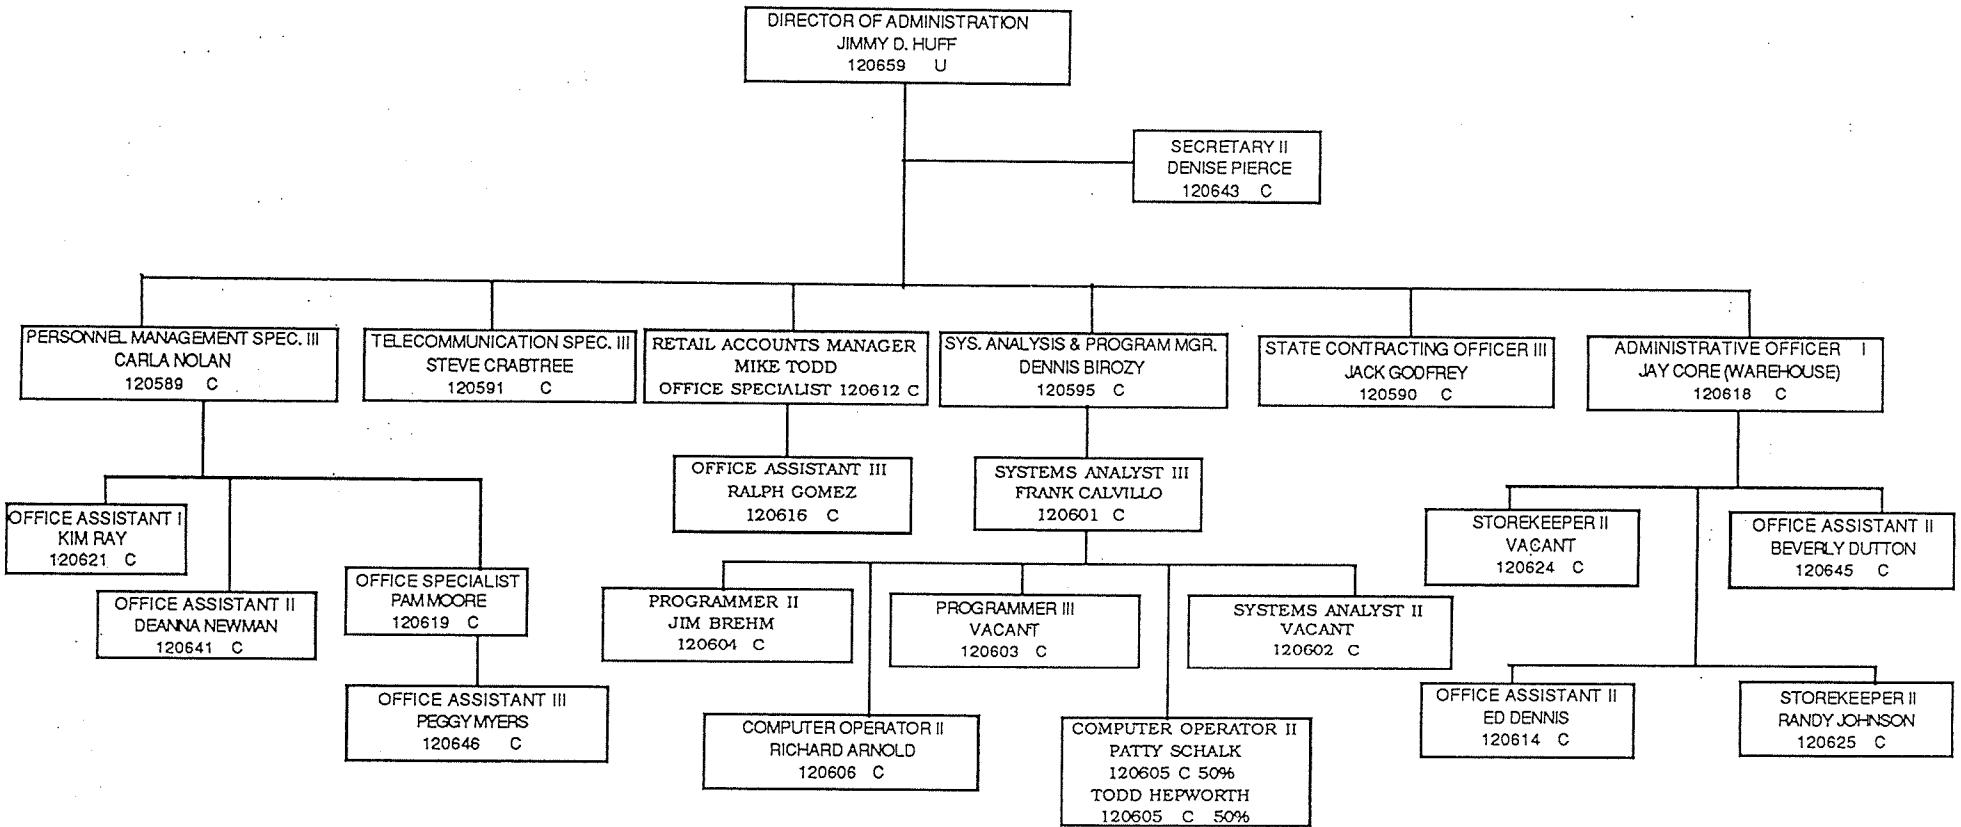 DIRECTOR OF ADMINISTRATION
JIMMY D. HUFF
120659 U
SECRETARY II
DENISE PIERCE
120643 C
PERSONNEL MANAGEMENT SPEC. III
CARLA NOLAN
120589 C
TELECOMMUNICATION SPEC. III
STEVE CRABTREE
120591 C
RETAIL ACCOUNTS MANAGER
MIKE TODD
OFFICE SPECIALIST 120612 C
SYS. ANALYSIS & PROGRAM MGR.
DENNIS BIROZY
120595 C
STATE CONTRACTING OFFICER III
JACK GODFREY
120590 C
ADMINISTRATIVE OFFICER I
JAY CORE (WAREHOUSE)
120618 C
OFFICE ASSISTANT I
KIM RAY
120621 C
OFFICE ASSISTANT II
DEANNA NEWMAN
120641 C
OFFICE SPECIALIST
PAM MOORE
120619 C
OFFICE ASSISTANT III
PEGGY MYERS
120646 C
OFFICE ASSISTANT III
RALPH GOMEZ
120616 C
SYSTEMS ANALYST III
FRANK CALVILLO
120601 C
PROGRAMMER II
JIM BREHM
120604 C
COMPUTER OPERATOR II
RICHARD ARNOLD
120606 C
PROGRAMMER III
VACANT
120603 C
COMPUTER OPERATOR II
PATTY SCHALK
120605 C 50%
TODD HEPWORTH
120605 C 50%
SYSTEMS ANALYST II
VACANT
120602 C
STOREKEEPER II
VACANT
120624 C
OFFICE ASSISTANT II
BEVERLY DUTTON
120645 C
OFFICE ASSISTANT II
ED DENNIS
120614 C
STOREKEEPER II
RANDY JOHNSON
120625 C